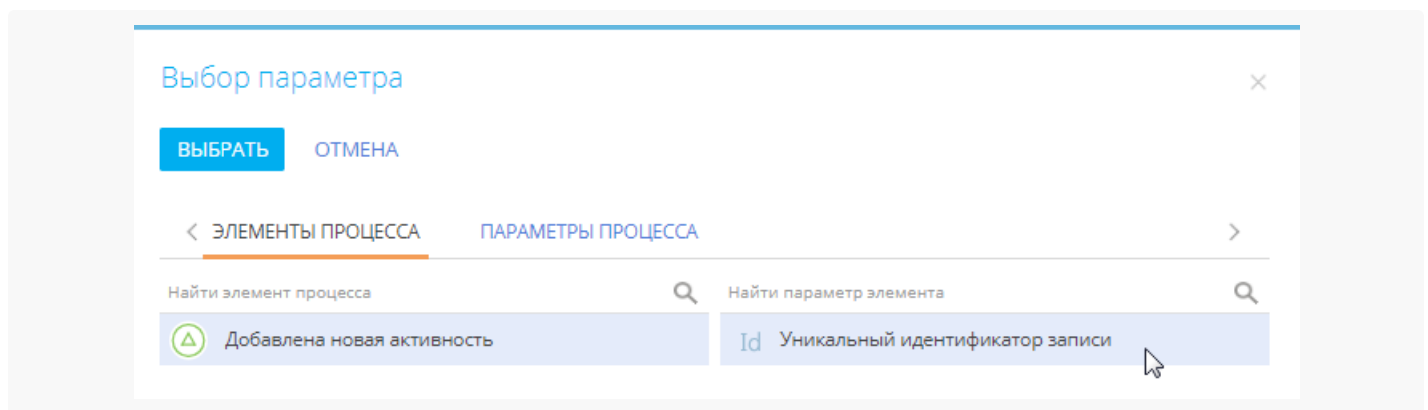 Выбор параметра
ВЫБРАТЬ ОТМЕНА
ЭЛЕМЕНТЫ ПРОЦЕССА ПАРАМЕТРЫ ПРОЦЕССА
Найти элемент процесса Найти параметр элемента
Добавлена новая активность Id Уникальный идентификатор записи